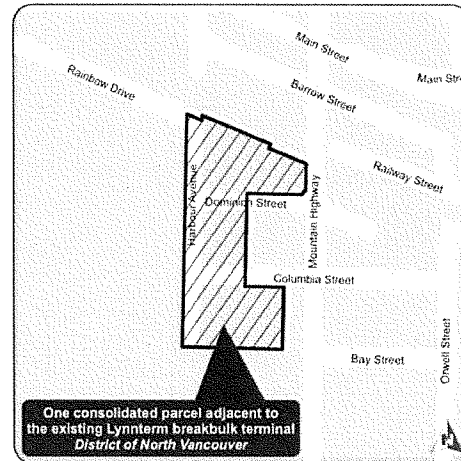 Main Street
Main Str
Rainbow Drive
Barrow Street
Railway Street
Harbour Avenue
Dominion Street
Mountain Highway
Columbia Street
Orwell Street
Bay Street
One consolidated parcel adjacent to
the existing Lynnterm breakbulk terminal
District of North Vancouver